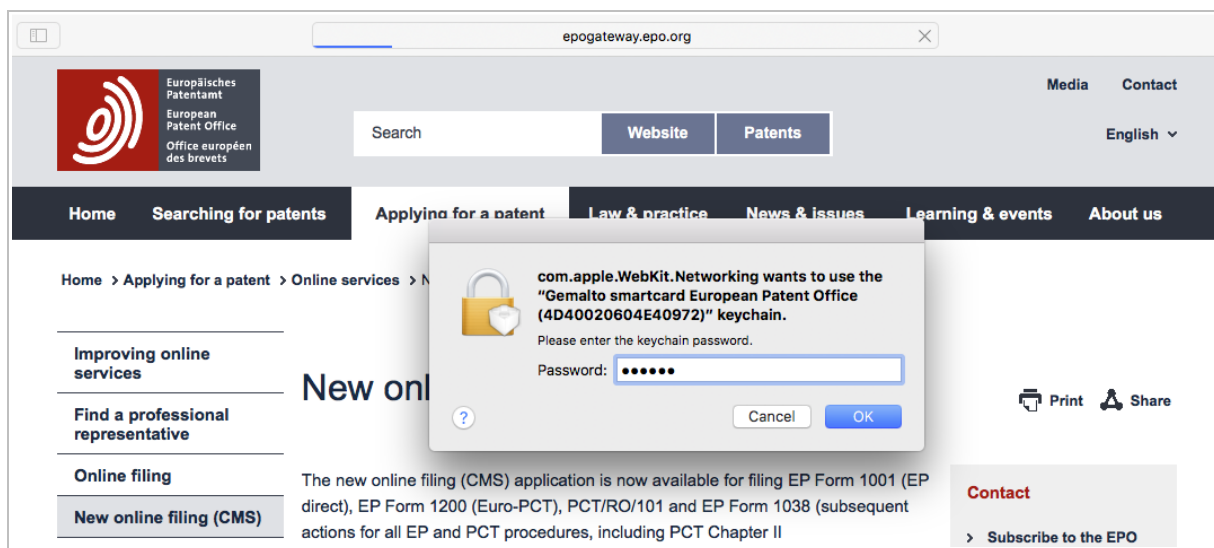 epogateway.epo.org
Europäisches
Patentamt
European
Patent Office
Office européen
des brevets
Search
Website
Patents
Media
Contact
English
Home
Searching for patents
Applying for a patent
Law & practice
News & issues
Learning & events
About us
Home > Applying for a patent > Online services > N
com.apple.WebKit.Networking wants to use the
“Gemalto smartcard European Patent Office
(4D40020604E40972)” keychain.
Please enter the keychain password.
Password: ●●●●●●
?
Cancel
OK
Improving online
services
Find a professional
representative
Online filing
New online filing (CMS)
New onl
Print
Share
The new online filing (CMS) application is now available for filing EP Form 1001 (EP
direct), EP Form 1200 (Euro-PCT), PCT/RO/101 and EP Form 1038 (subsequent
actions for all EP and PCT procedures, including PCT Chapter II
Contact
> Subscribe to the EPO